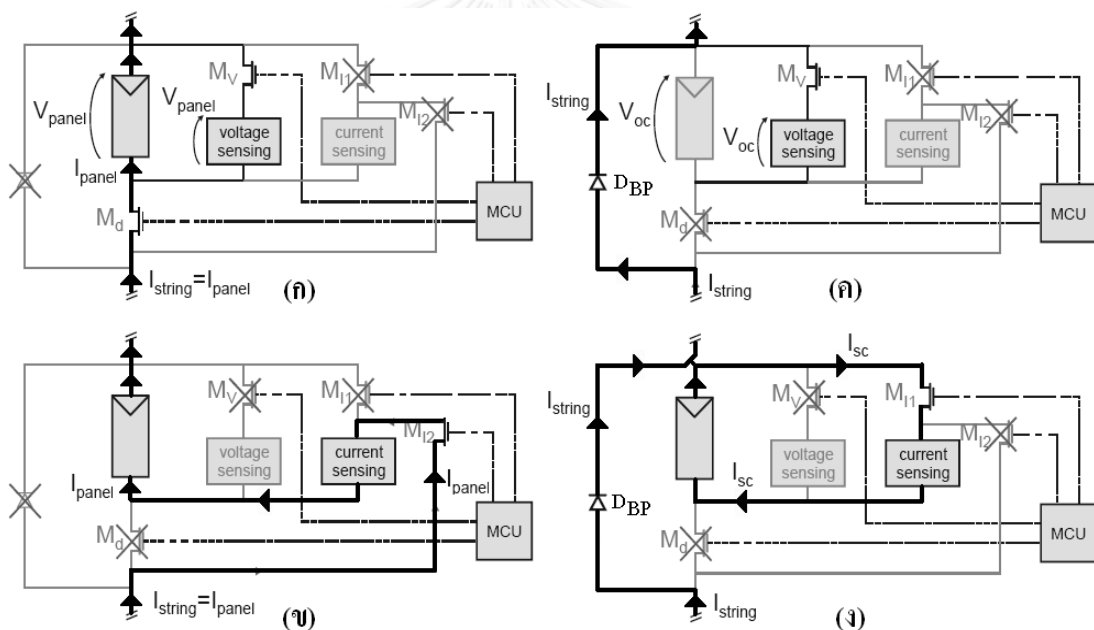 V_panel
V_panel
M_V
voltage sensing
M_I1
M_I2
current sensing
I_panel
M_d
MCU
I_string=I_panel
(ก)
I_string
V_oc
V_oc
M_V
voltage sensing
M_I1
M_I2
current sensing
D_BP
M_d
MCU
I_string
(ค)
M_V
voltage sensing
M_I1
M_I2
current sensing
I_panel
I_panel
M_d
MCU
I_string=I_panel
(ข)
I_sc
I_string
M_V
voltage sensing
M_I1
M_I2
current sensing
I_sc
D_BP
M_d
MCU
I_string
(ง)